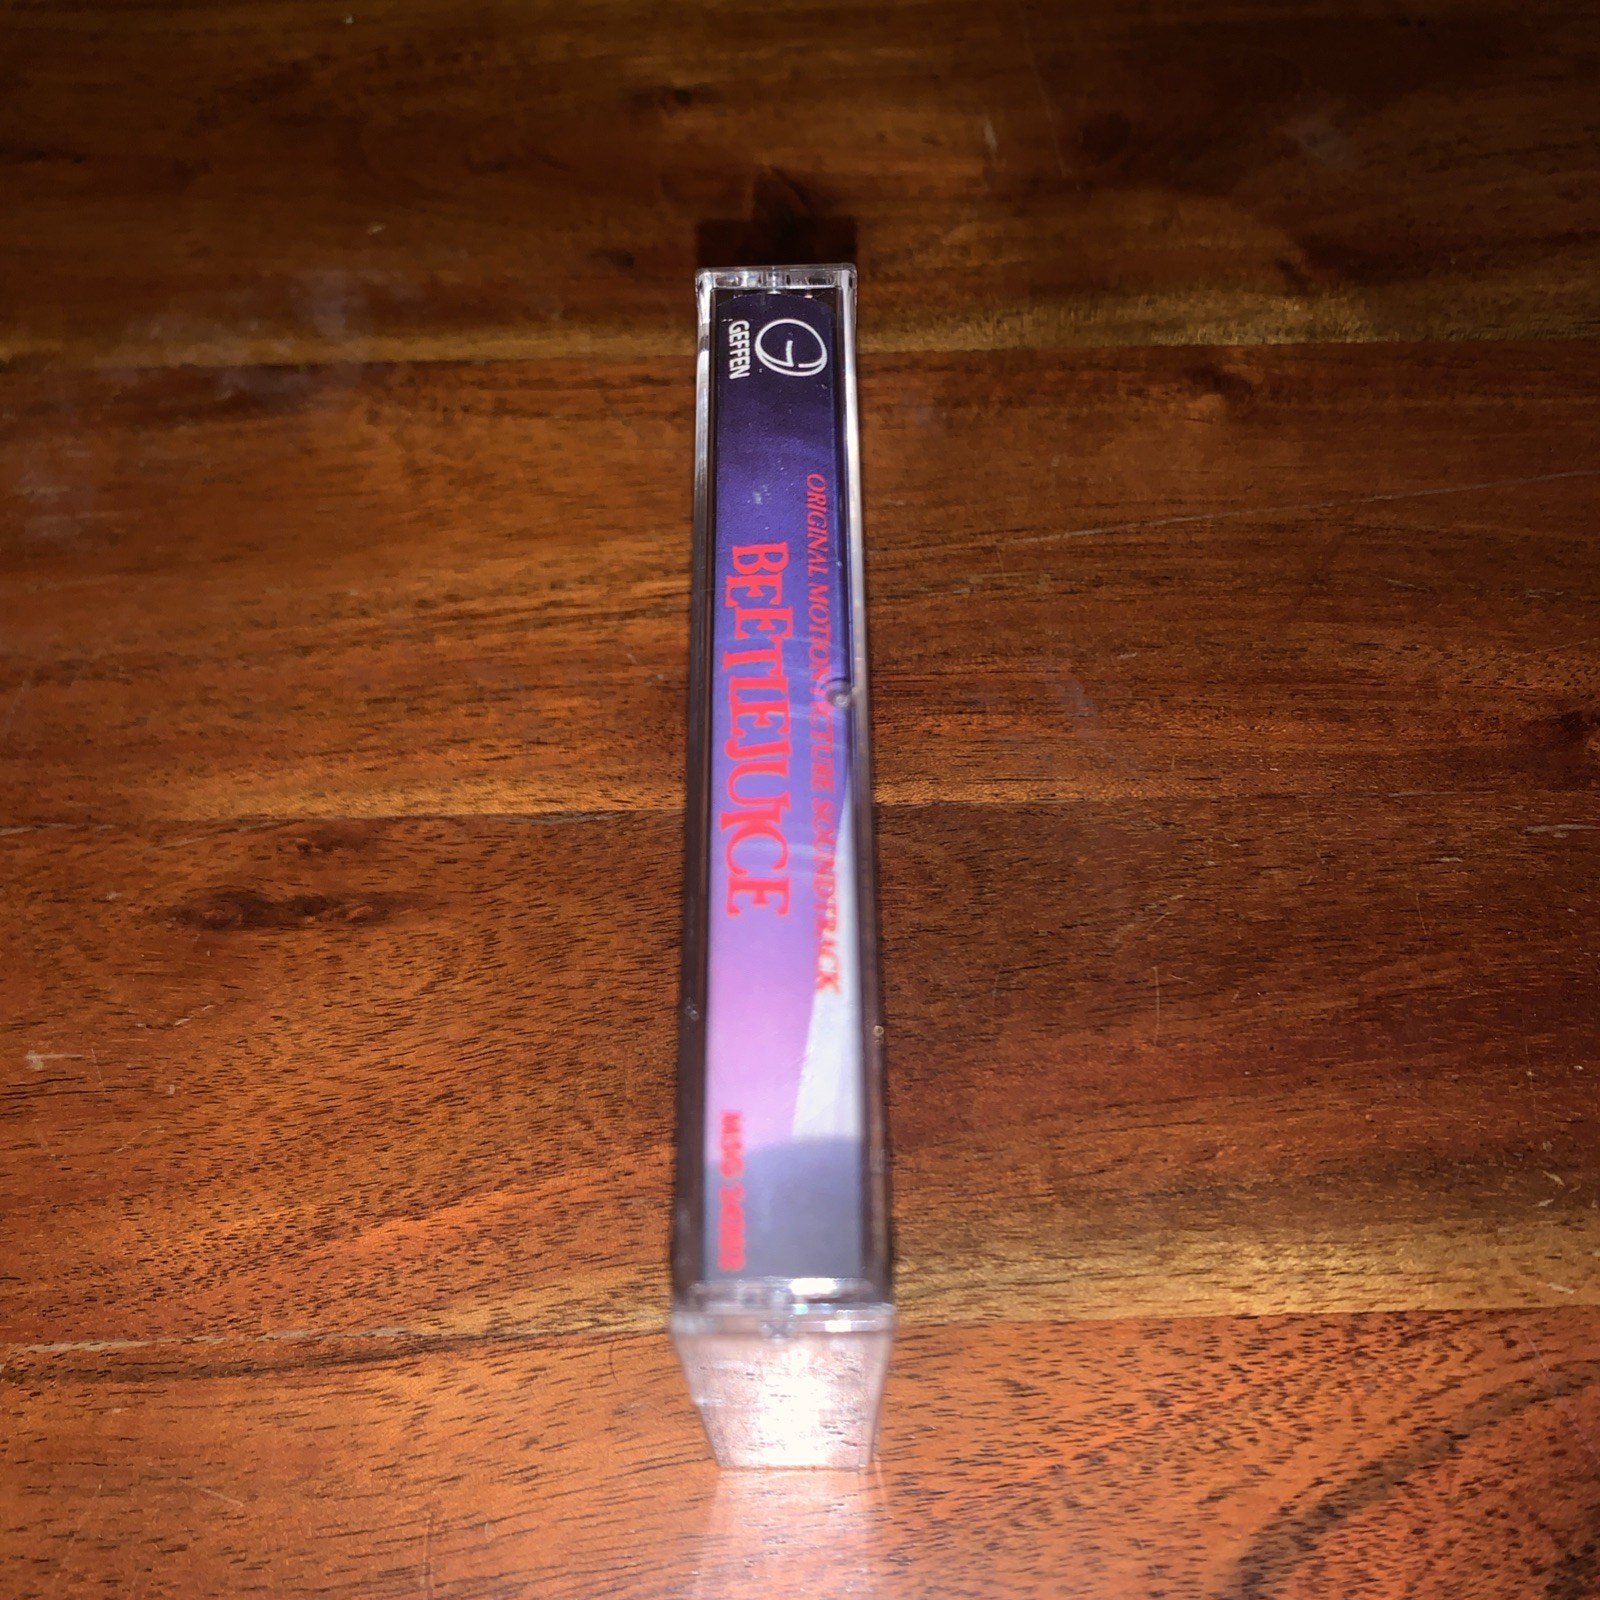 GEFFEN
ORIGINAL MOTION PICTURE SOUNDTRACK
BEETLEJUICE